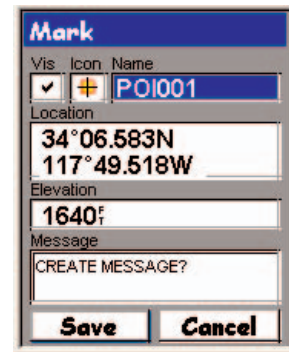 Mark
Vis Icon Name
POI001
Location
34°06.583N
117°49.518W
Elevation
1640FT
Message
CREATE MESSAGE?
Save Cancel